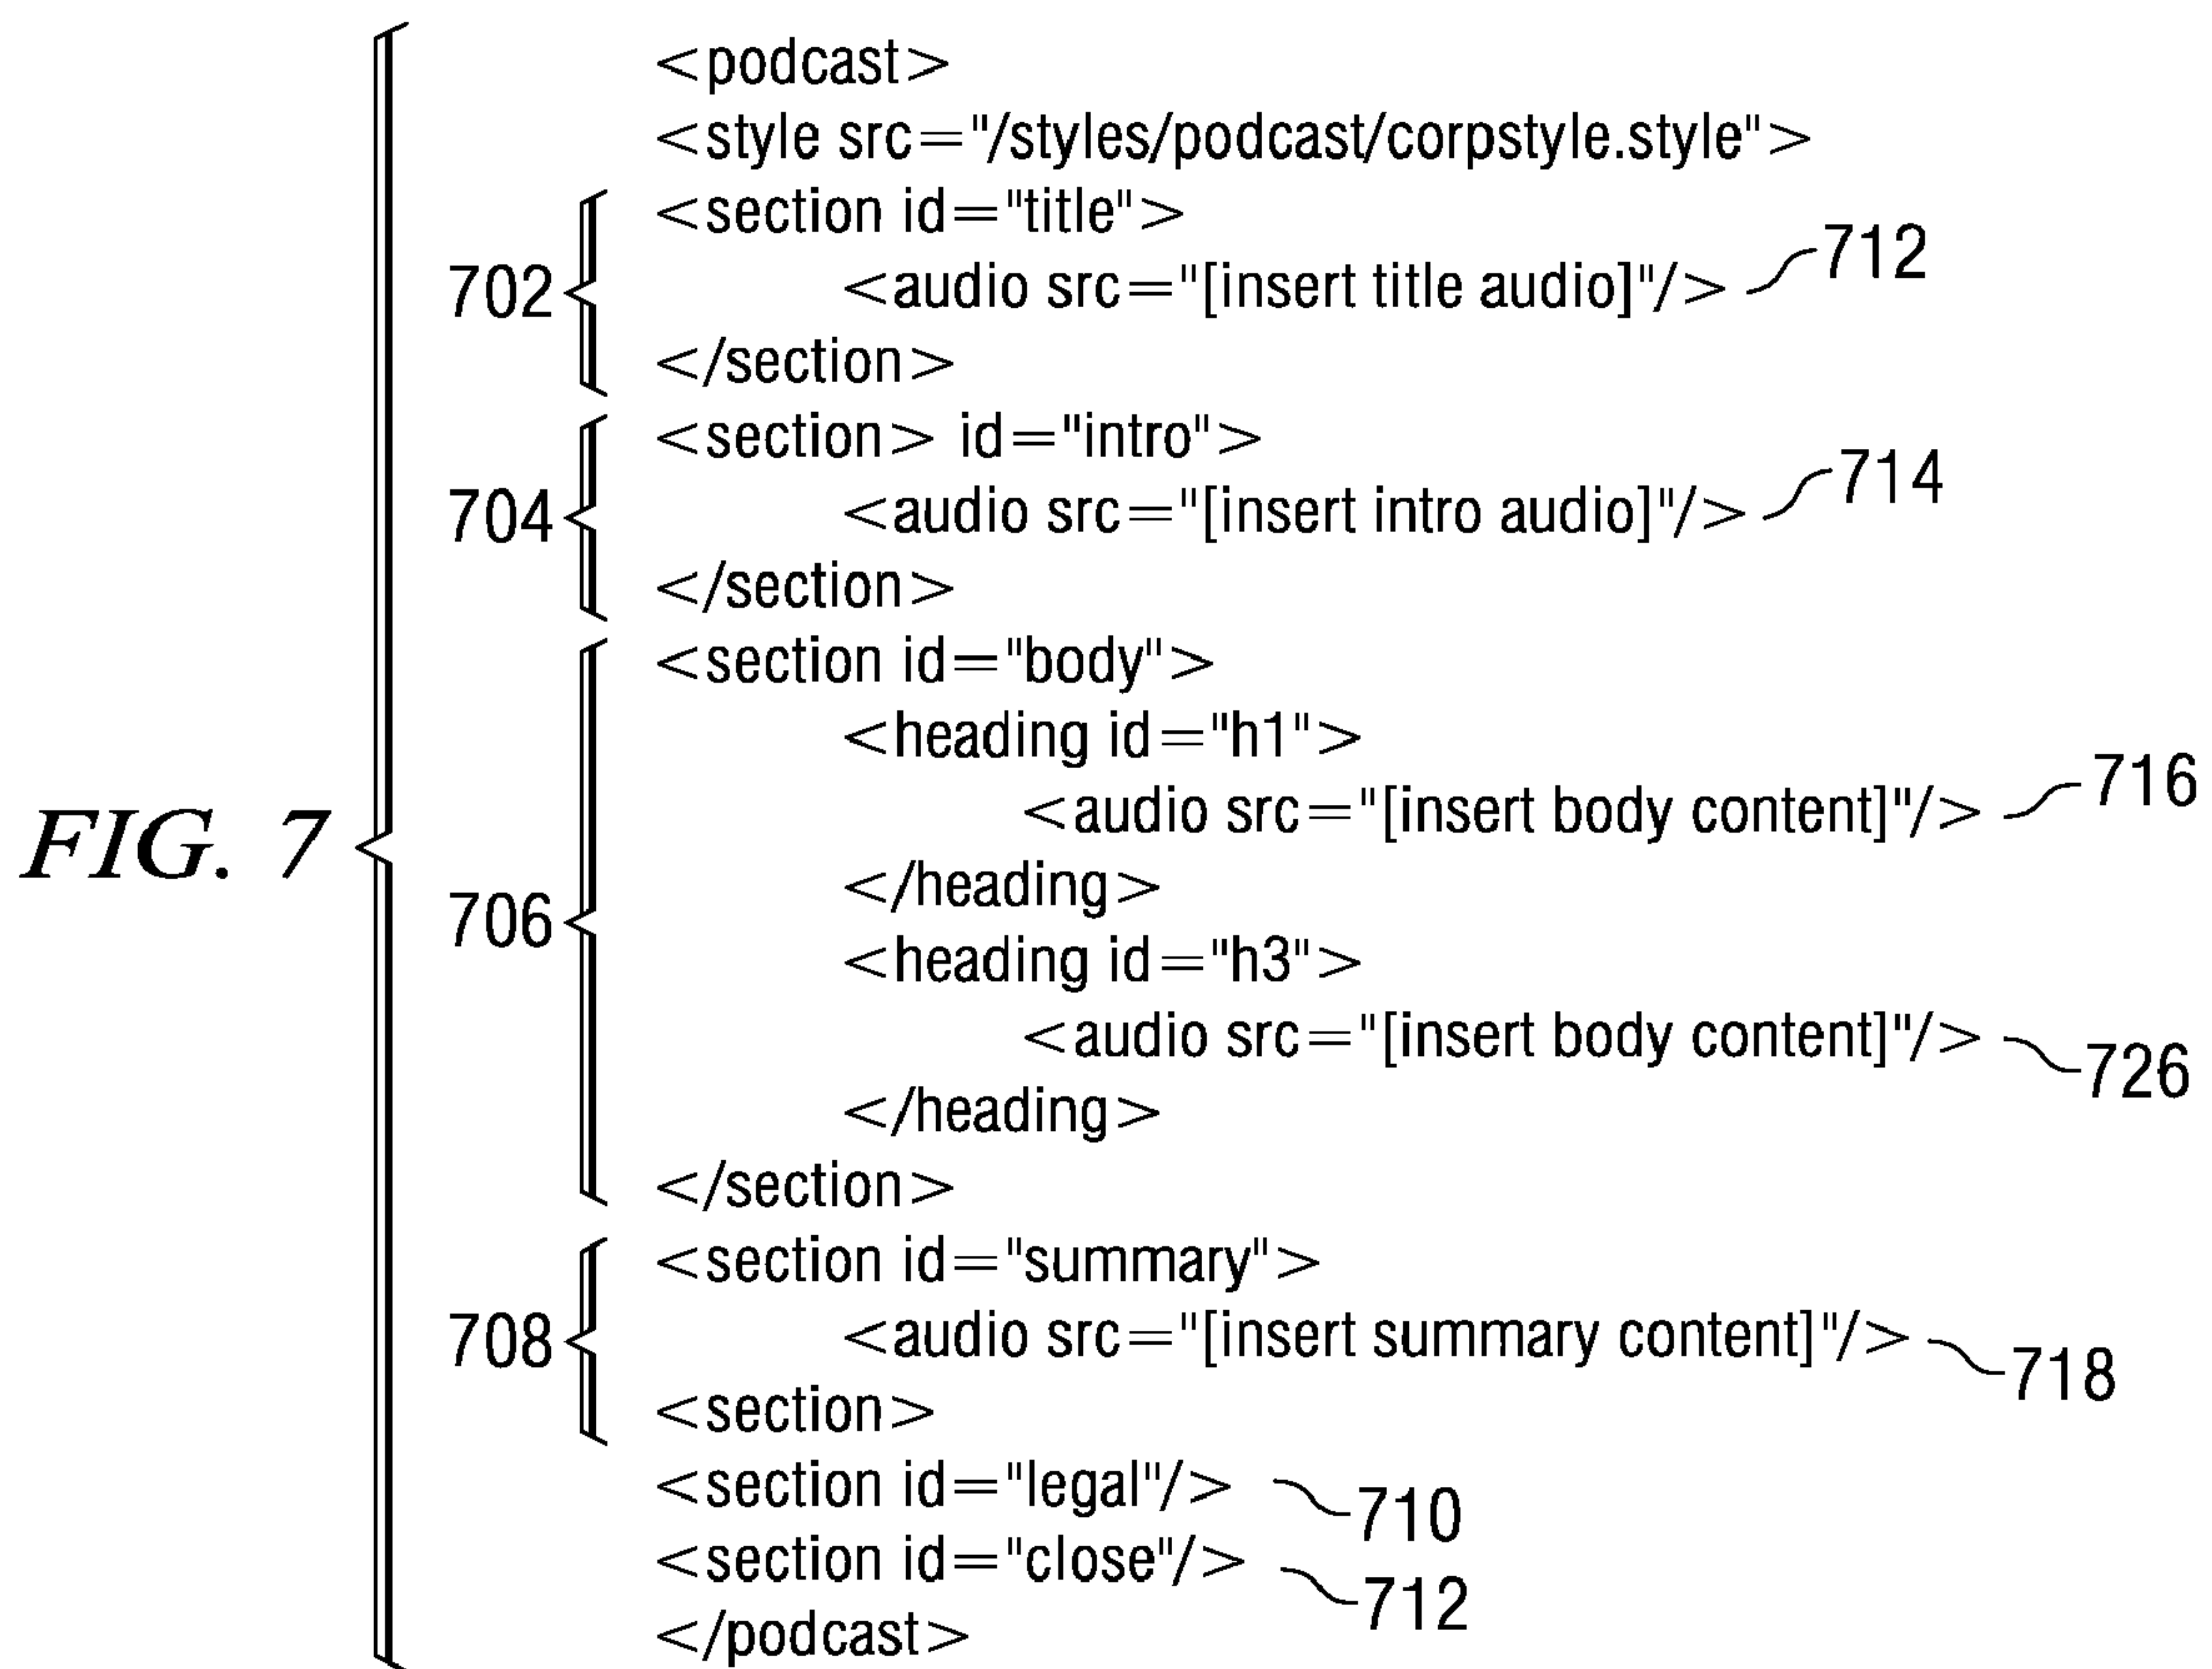 <podcast>
<style src="/styles/podcast/corpstyle.style">
<section id="title">
702
<audio src="[insert title audio]"/> 712
</section>
<section> id="intro">
704
<audio src="[insert intro audio]"/> 714
</section>
<section id="body">
<heading id="h1">
<audio src="[insert body content]"/> 716
FIG. 7
</heading>
706
<heading id="h3">
<audio src="[insert body content]"/> 726
</heading>
</section>
<section id="summary">
708
<audio src="[insert summary content]"/> 718
<section>
<section id="legal"/> 710
<section id="close"/> 712
</podcast>